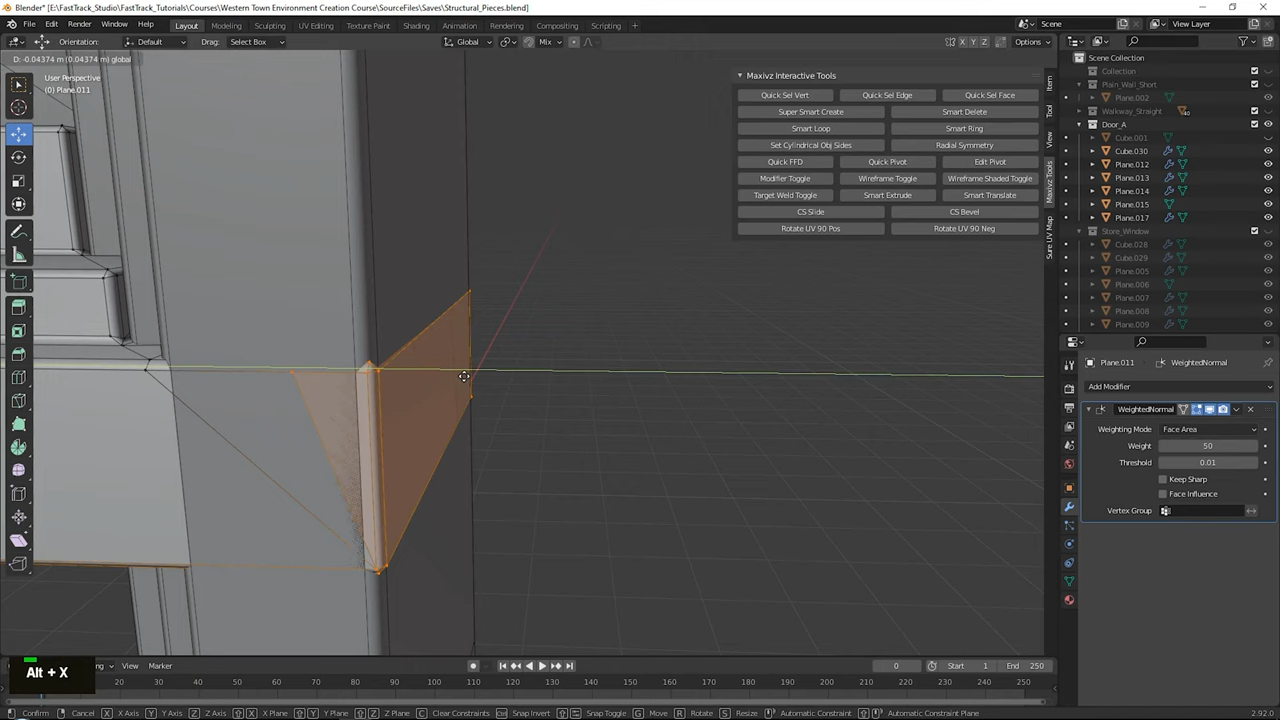 Blender* [E:\FastTrack_Studio\FastTrack_Tutorials\Courses\Western Town Environment Creation Course\SourceFiles\Saves\Structural_Pieces.blend]
File Edit Render Window Help Layout Modeling Sculpting UV Editing Texture Paint Shading Animation Rendering Compositing Scripting + Scene View Layer
Orientation: Default Drag: Select Box Global Mix X Y Z Options
D: -0.04374 m (0.04374 m) global
User Perspective
(0) Plane.011
Maxivz Interactive Tools
Quick Sel Vert. Quick Sel Edge Quick Sel Face
Super Smart Create Smart Delete
Smart Loop Smart Ring
Set Cylindrical Obj Sides Radial Symmetry
Quick FFD Quick Pivot Edit Pivot
Modifier Toggle Wireframe Toggle Wireframe Shaded Toggle
Target Weld Toggle Smart Extrude Smart Translate
CS Slide CS Bevel
Rotate UV 90 Pos Rotate UV 90 Neg
Item
Tool
View
Maxivz Tools
Sure UV Map
Scene Collection
Collection
Plain_Wall_Short
Plane.002
Walkway_Straight
Door_A
Cube.001
Cube.030
Plane.012
Plane.013
Plane.014
Plane.015
Plane.017
Store_Window
Cube.028
Cube.029
Plane.005
Plane.006
Plane.007
Plane.008
Plane.009
Plane.011 WeightedNormal
Add Modifier
WeightedNormal
Weighting Mode Face Area
Weight 50
Threshold 0.01
Keep Sharp
Face Influence
Vertex Group
Alt + X
View Marker 0 Start 1 End 250
20 30 40 50 60 70 80 90 100 110 120 130 140 150 160 170 180 190 200 210 220 230 240 250
Confirm Cancel X X Axis Y Y Axis Z Z Axis X X Plane Y Y Plane Z Z Plane C Clear Constraints Snap Invert Snap Toggle G Move R Rotate S Resize Automatic Constraint Automatic Constraint Plane 2.92.0